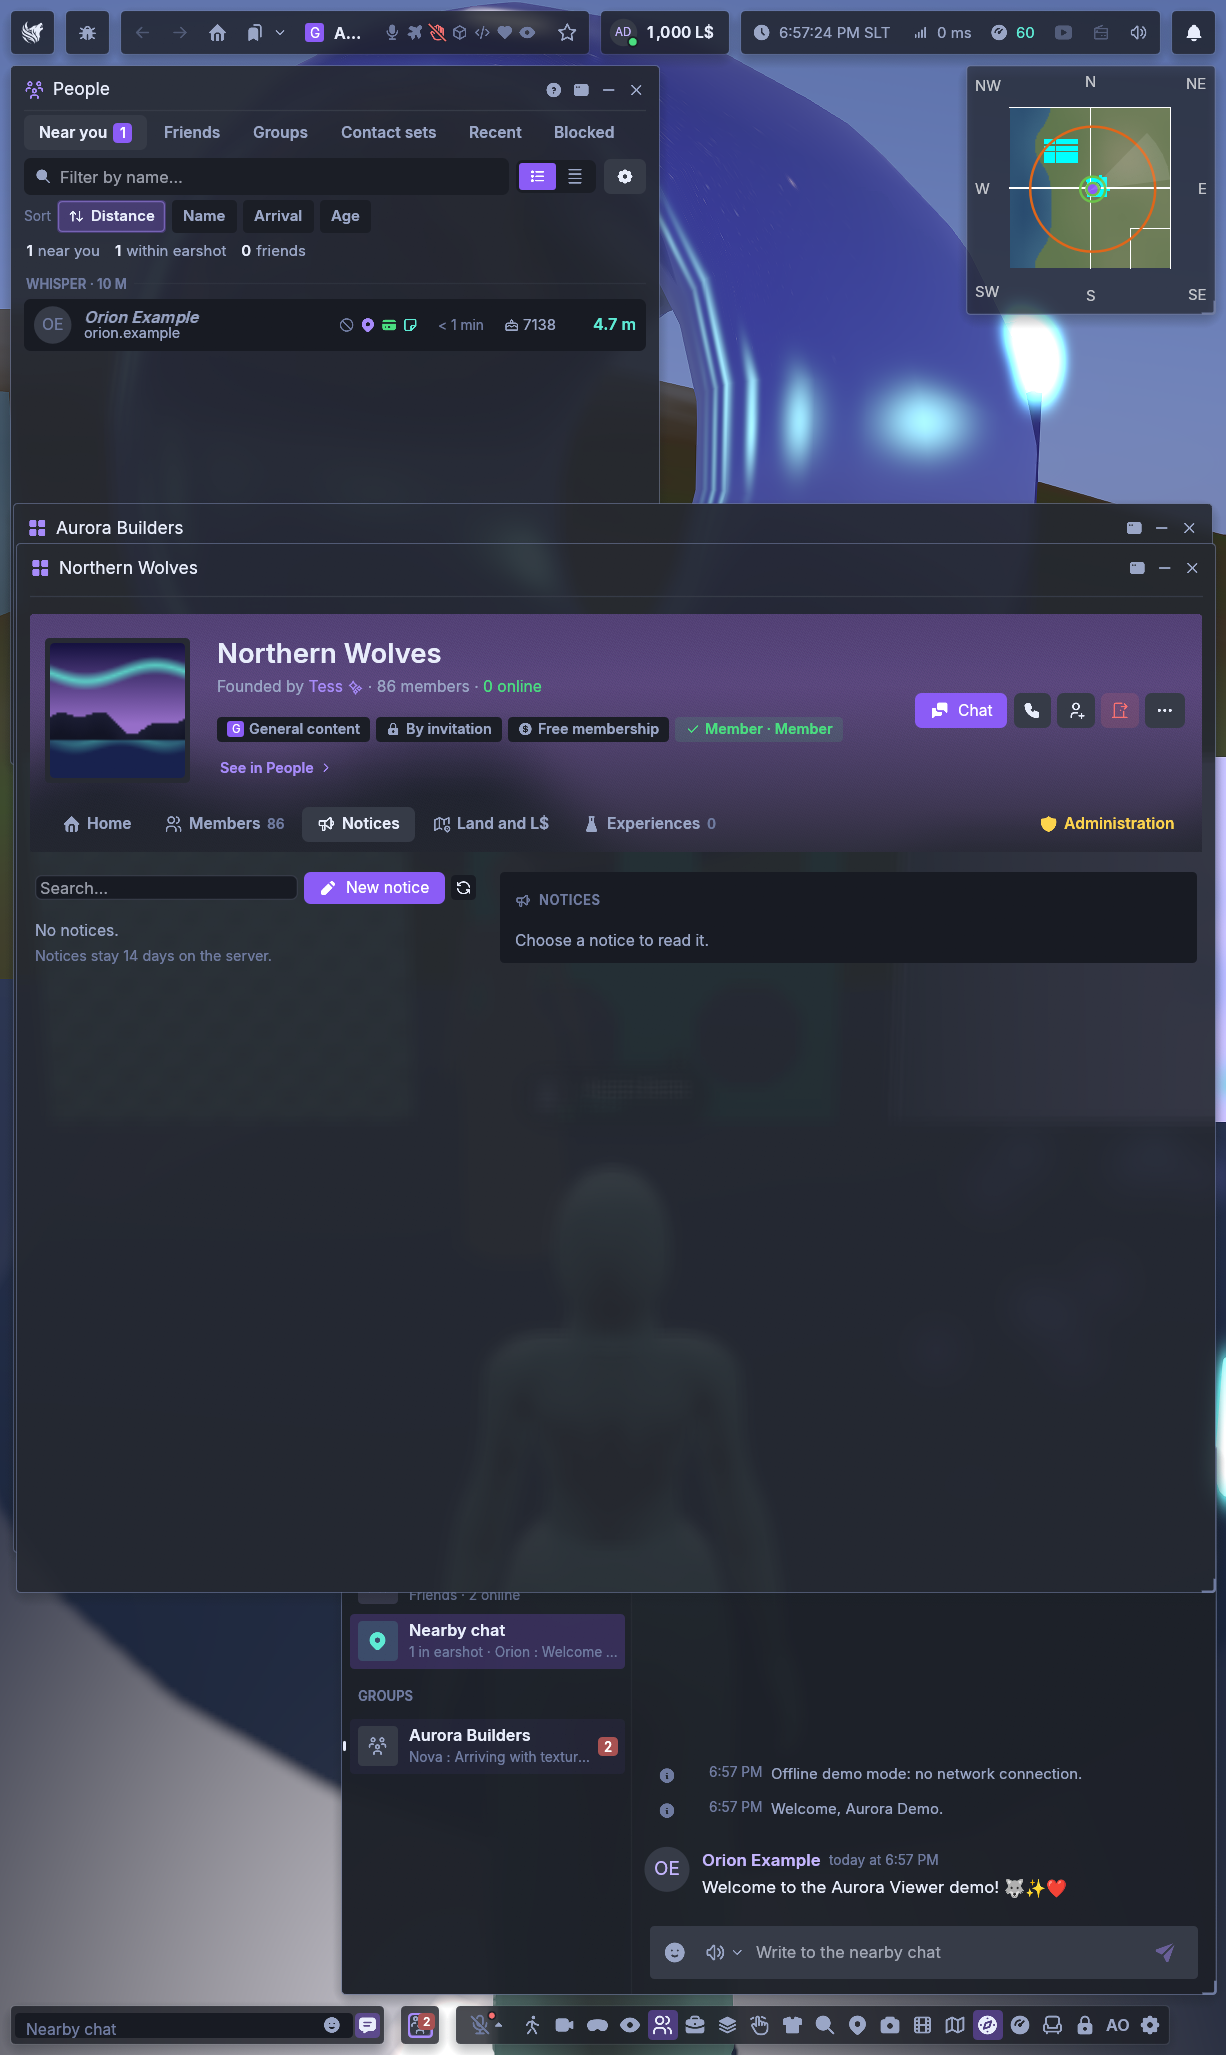 G A... AD 1,000 L$ 6:57:24 PM SLT 0 ms 60
People
Near you 1 Friends Groups Contact sets Recent Blocked
Filter by name...
Sort Distance Name Arrival Age
1 near you 1 within earshot 0 friends
WHISPER · 10 M
OE Orion Example
orion.example
< 1 min 7138 4.7 m
NW N NE
W E
SW S SE
Aurora Builders
Northern Wolves
Northern Wolves
Founded by Tess · 86 members · 0 online
G General content By invitation Free membership Member · Member
Chat
See in People
Home Members 86 Notices Land and L$ Experiences 0 Administration
Search... New notice
NOTICES
No notices.
Choose a notice to read it.
Notices stay 14 days on the server.
Friends · 2 online
Nearby chat
1 in earshot · Orion : Welcome ...
GROUPS
Aurora Builders
Nova : Arriving with textur... 2
6:57 PM Offline demo mode: no network connection.
6:57 PM Welcome, Aurora Demo.
OE Orion Example today at 6:57 PM
Welcome to the Aurora Viewer demo! 🐺✨❤️
Write to the nearby chat
Nearby chat 2 AO